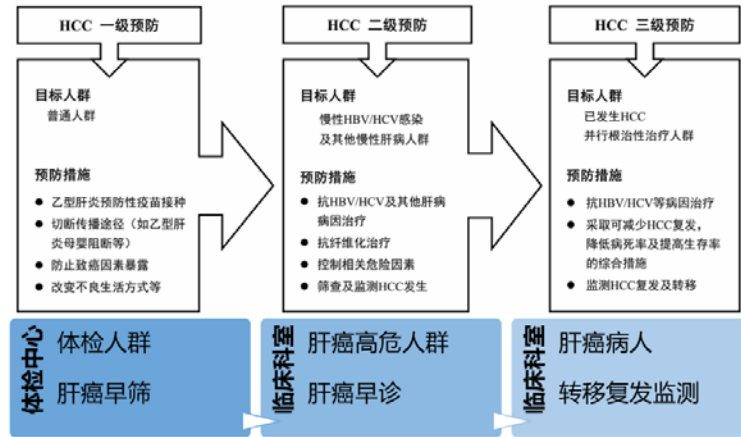 HCC 一级预防
目标人群
普通人群
预防措施
● 乙型肝炎预防性疫苗接种
● 切断传播途径（如乙型肝
炎母婴阻断等）
● 防止致癌因素暴露
● 改变不良生活方式等
HCC 二级预防
目标人群
慢性HBV/HCV感染
及其他慢性肝病人群
预防措施
● 抗HBV/HCV及其他肝病
病因治疗
● 抗纤维化治疗
● 控制相关危险因素
● 筛查及监测HCC发生
HCC 三级预防
目标人群
已发生HCC
并行根治性治疗人群
预防措施
● 抗HBV/HCV等病因治疗
● 采取可减少HCC复发，
降低病死率及提高生存率
的综合措施
● 监测HCC复发及转移
体检中心
体检人群
肝癌早筛
临床科室
肝癌高危人群
肝癌早诊
临床科室
肝癌病人
转移复发监测